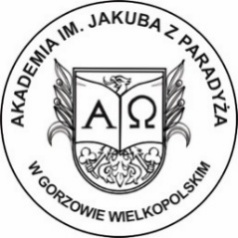 AKADEMIA IM. JAKUBA Z PARADYŻA
Α Ω
W GORZOWIE WIELKOPOLSKIM